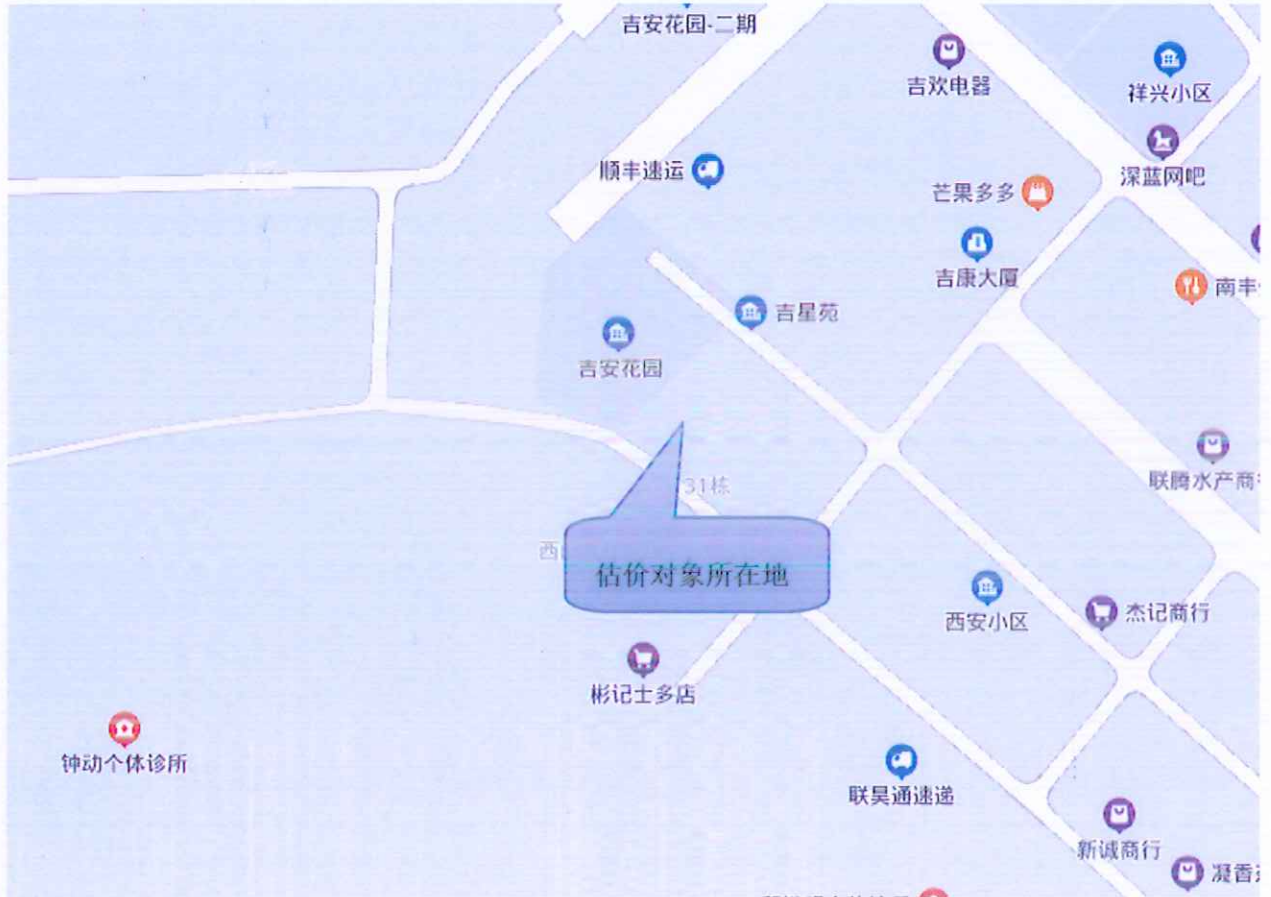 吉安花园-二期
吉欢电器
祥兴小区
顺丰速运
深蓝网吧
芒果多多
吉康大厦
南丰
吉星苑
吉安花园
联腾水产商
31栋
西
估价对象所在地
西安小区
杰记商行
彬记士多店
钟动个体诊所
联昊通速递
新诚商行
凝香